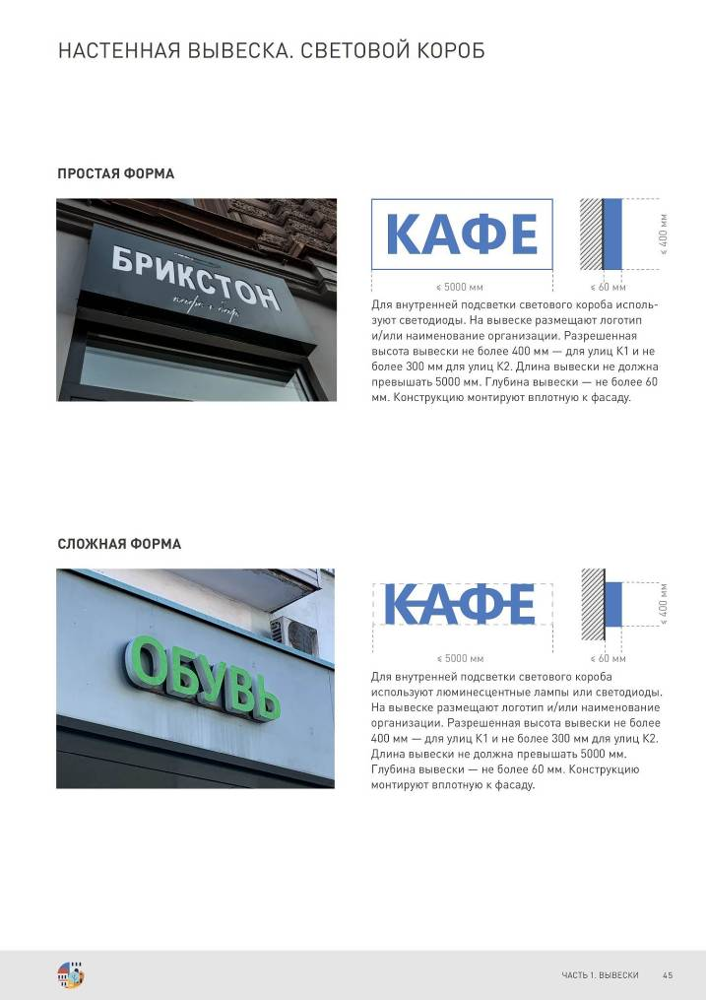 НАСТЕННАЯ ВЫВЕСКА. СВЕТОВОЙ КОРОБ
ПРОСТАЯ ФОРМА
БРИКСТОН
КАФЕ
≤ 400 мм
≤ 5000 мм
≤ 60 мм
Для внутренней подсветки светового короба исполь-
зуют светодиоды. На вывеске размещают логотип
и/или наименование организации. Разрешенная
высота вывески не более 400 мм — для улиц К1 и не
более 300 мм для улиц К2. Длина вывески не должна
превышать 5000 мм. Глубина вывески — не более 60
мм. Конструкцию монтируют вплотную к фасаду.
СЛОЖНАЯ ФОРМА
ОБУВЬ
КАФЕ
≤ 400 мм
≤ 5000 мм
≤ 60 мм
Для внутренней подсветки светового короба
используют люминесцентные лампы или светодиоды.
На вывеске размещают логотип и/или наименование
организации. Разрешенная высота вывески не более
400 мм — для улиц К1 и не более 300 мм для улиц К2.
Длина вывески не должна превышать 5000 мм.
Глубина вывески — не более 60 мм. Конструкцию
монтируют вплотную к фасаду.
ЧАСТЬ 1. ВЫВЕСКИ 45